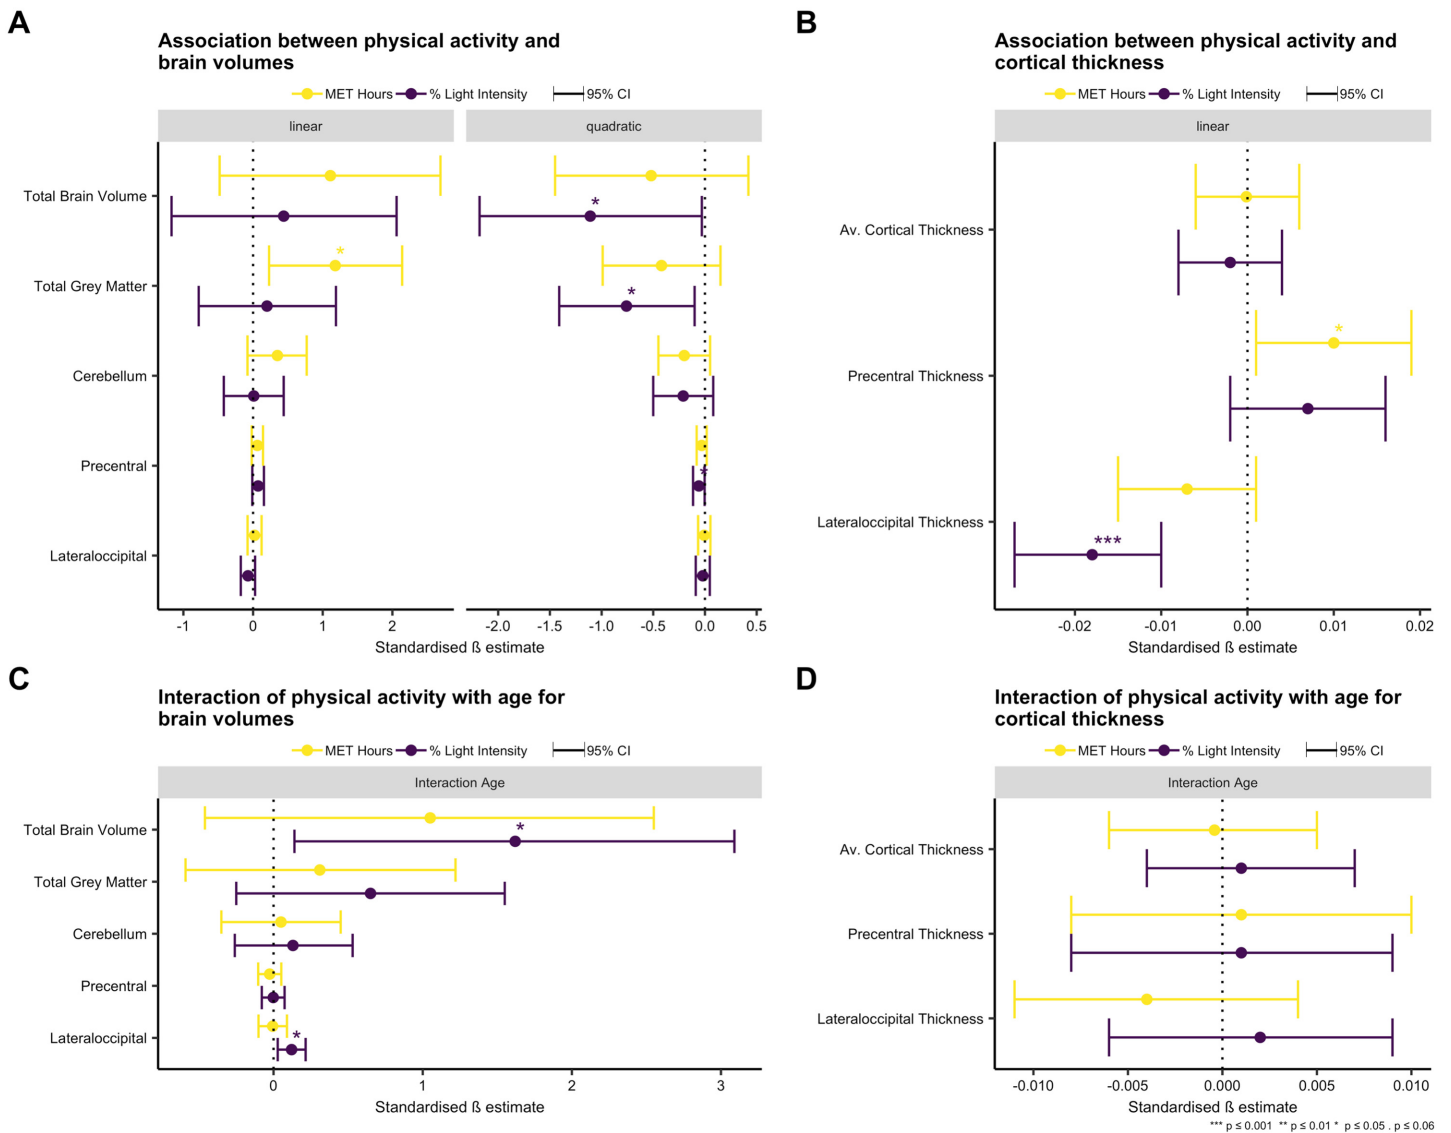 A
Association between physical activity and
brain volumes
MET Hours % Light Intensity 95% CI
linear quadratic
Total Brain Volume
*
Total Grey Matter
* *
Cerebellum
Precentral
*
Lateraloccipital
-1 0 1 2 -2.0 -1.5 -1.0 -0.5 0.0 0.5
Standardised ß estimate
B
Association between physical activity and
cortical thickness
MET Hours % Light Intensity 95% CI
linear
Av. Cortical Thickness
Precentral Thickness
*
Lateraloccipital Thickness
***
-0.02 -0.01 0.00 0.01 0.02
Standardised ß estimate
C
Interaction of physical activity with age for
brain volumes
MET Hours % Light Intensity 95% CI
Interaction Age
Total Brain Volume
*
Total Grey Matter
Cerebellum
Precentral
Lateraloccipital
*
0 1 2 3
Standardised ß estimate
D
Interaction of physical activity with age for
cortical thickness
MET Hours % Light Intensity 95% CI
Interaction Age
Av. Cortical Thickness
Precentral Thickness
Lateraloccipital Thickness
-0.010 -0.005 0.000 0.005 0.010
Standardised ß estimate
*** p ≤ 0.001 ** p ≤ 0.01 * p ≤ 0.05 . p ≤ 0.06